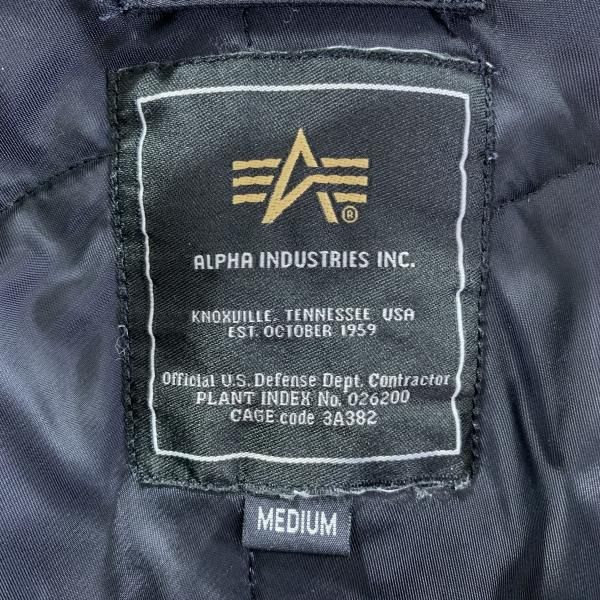 ®
ALPHA INDUSTRIES INC.
KNOXVILLE, TENNESSEE USA
EST. OCTOBER 1959
Official U.S. Defense Dept. Contractor
PLANT INDEX No. 026200
CAGE code 3A382
MEDIUM